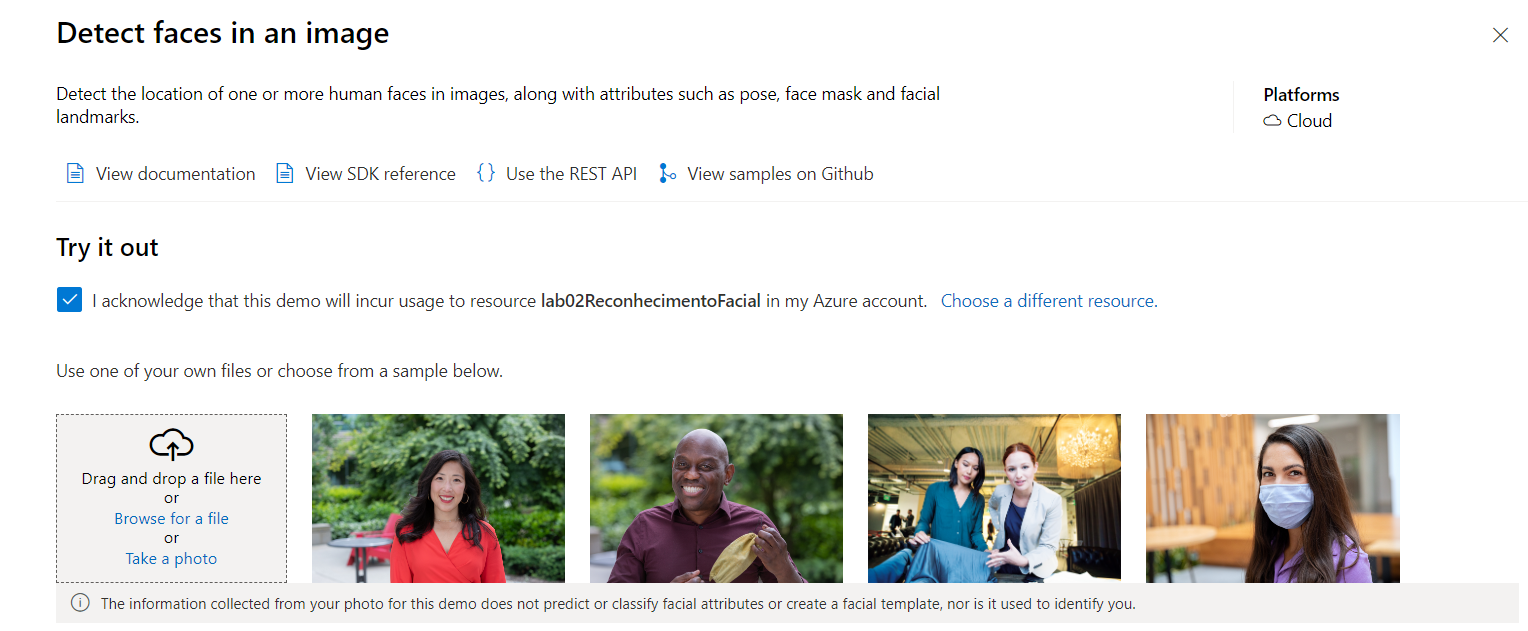 Detect faces in an image
Detect the location of one or more human faces in images, along with attributes such as pose, face mask and facial
landmarks.
Platforms
Cloud
View documentation
View SDK reference
Use the REST API
View samples on Github
Try it out
I acknowledge that this demo will incur usage to resource lab02ReconhecimentoFacial in my Azure account. Choose a different resource.
Use one of your own files or choose from a sample below.
Drag and drop a file here
or
Browse for a file
or
Take a photo
The information collected from your photo for this demo does not predict or classify facial attributes or create a facial template, nor is it used to identify you.